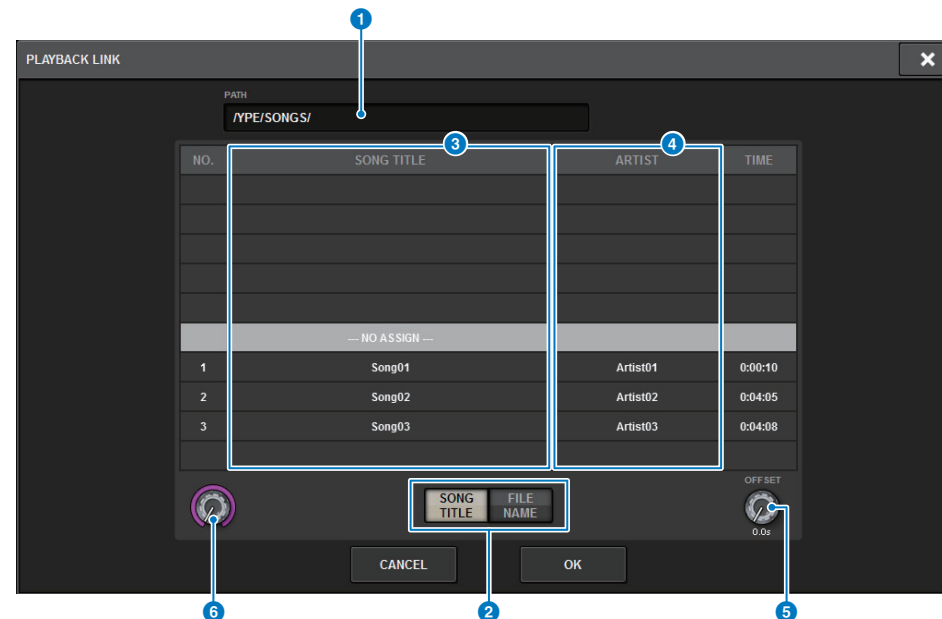 1
PLAYBACK LINK
PATH
/YPE/SONGS/
3
4
NO. SONG TITLE ARTIST TIME
--- NO ASSIGN ---
1 Song01 Artist01 0:00:10
2 Song02 Artist02 0:04:05
3 Song03 Artist03 0:04:08
SONG TITLE
FILE NAME
OFFSET
0.0s
CANCEL
OK
6
2
5